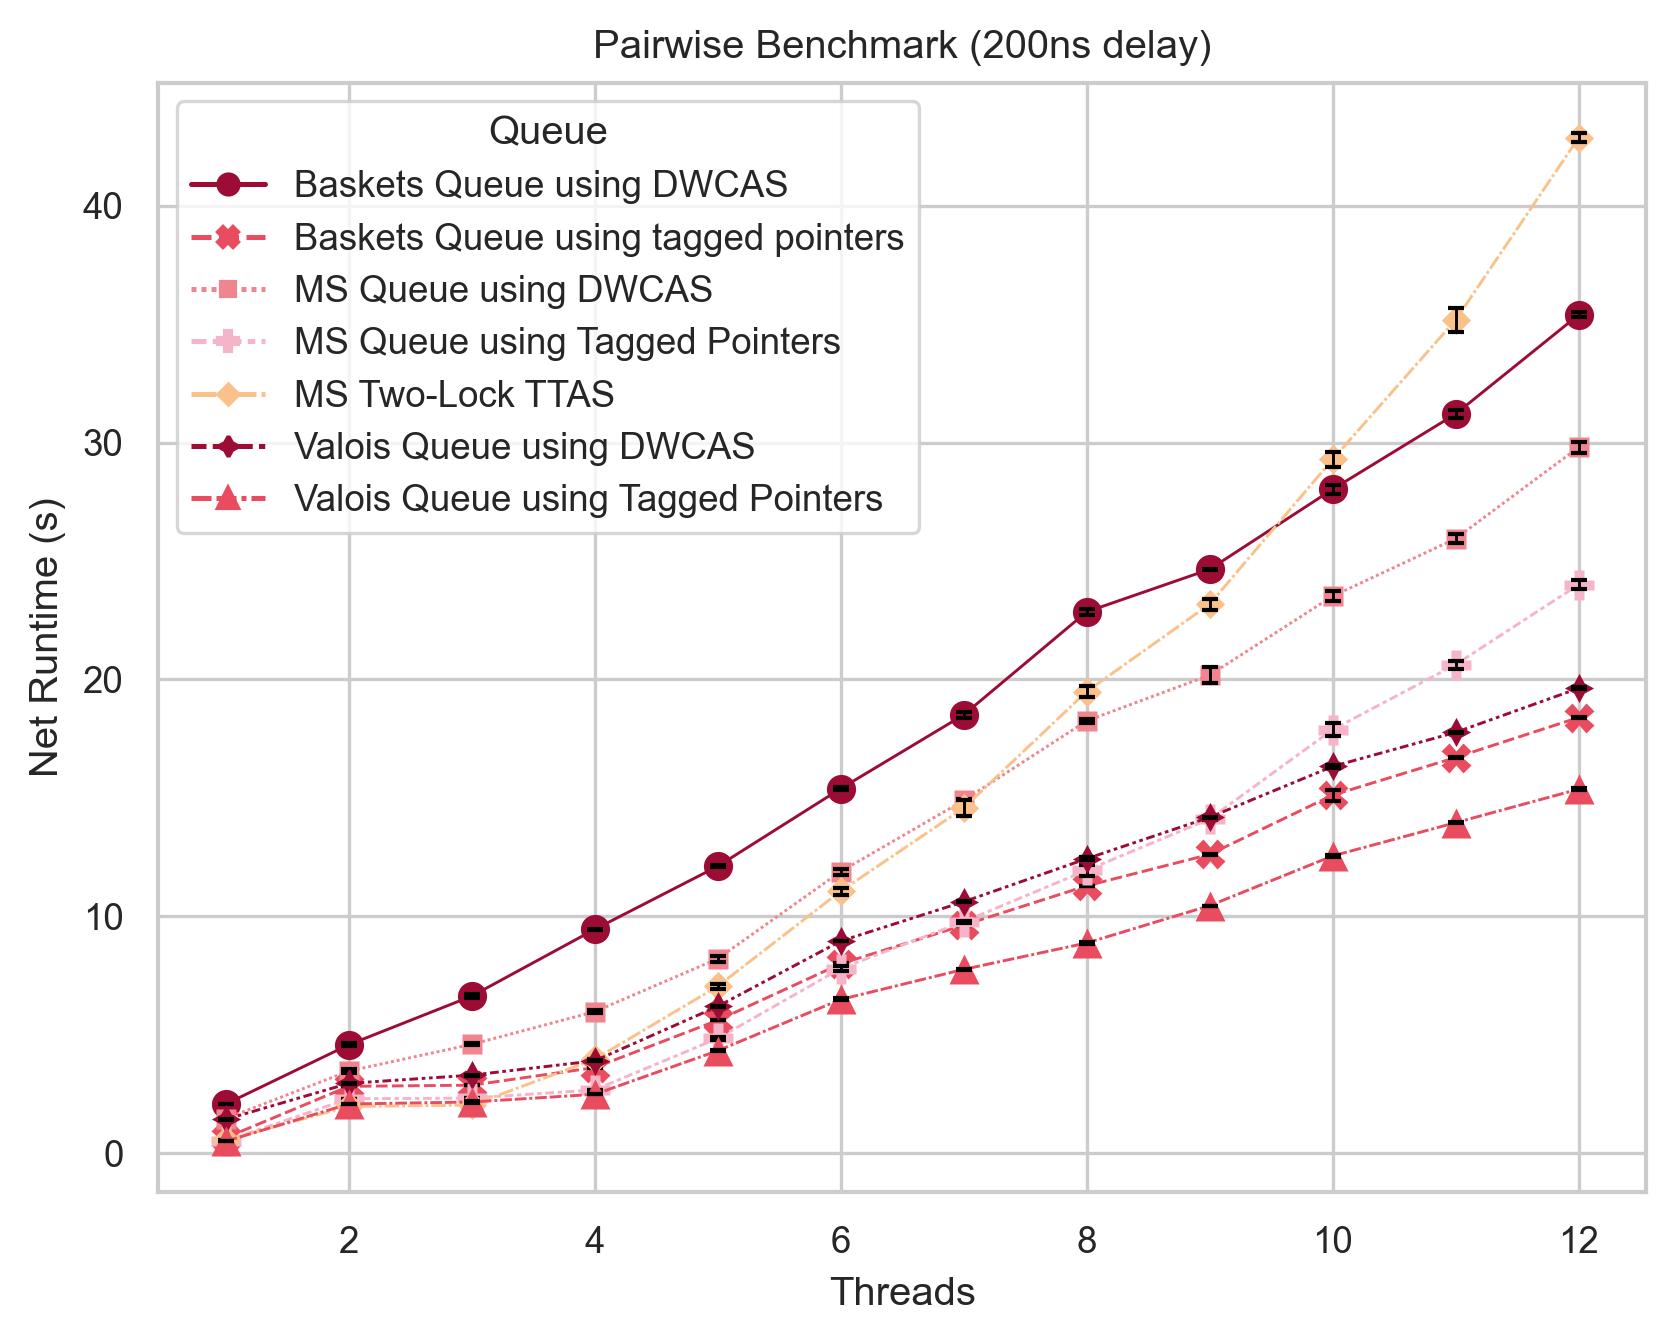 Pairwise Benchmark (200ns delay)
Queue
Baskets Queue using DWCAS
Baskets Queue using tagged pointers
MS Queue using DWCAS
MS Queue using Tagged Pointers
MS Two-Lock TTAS
Valois Queue using DWCAS
Valois Queue using Tagged Pointers
Net Runtime (s)
40
30
20
10
0
2 4 6 8 10 12
Threads